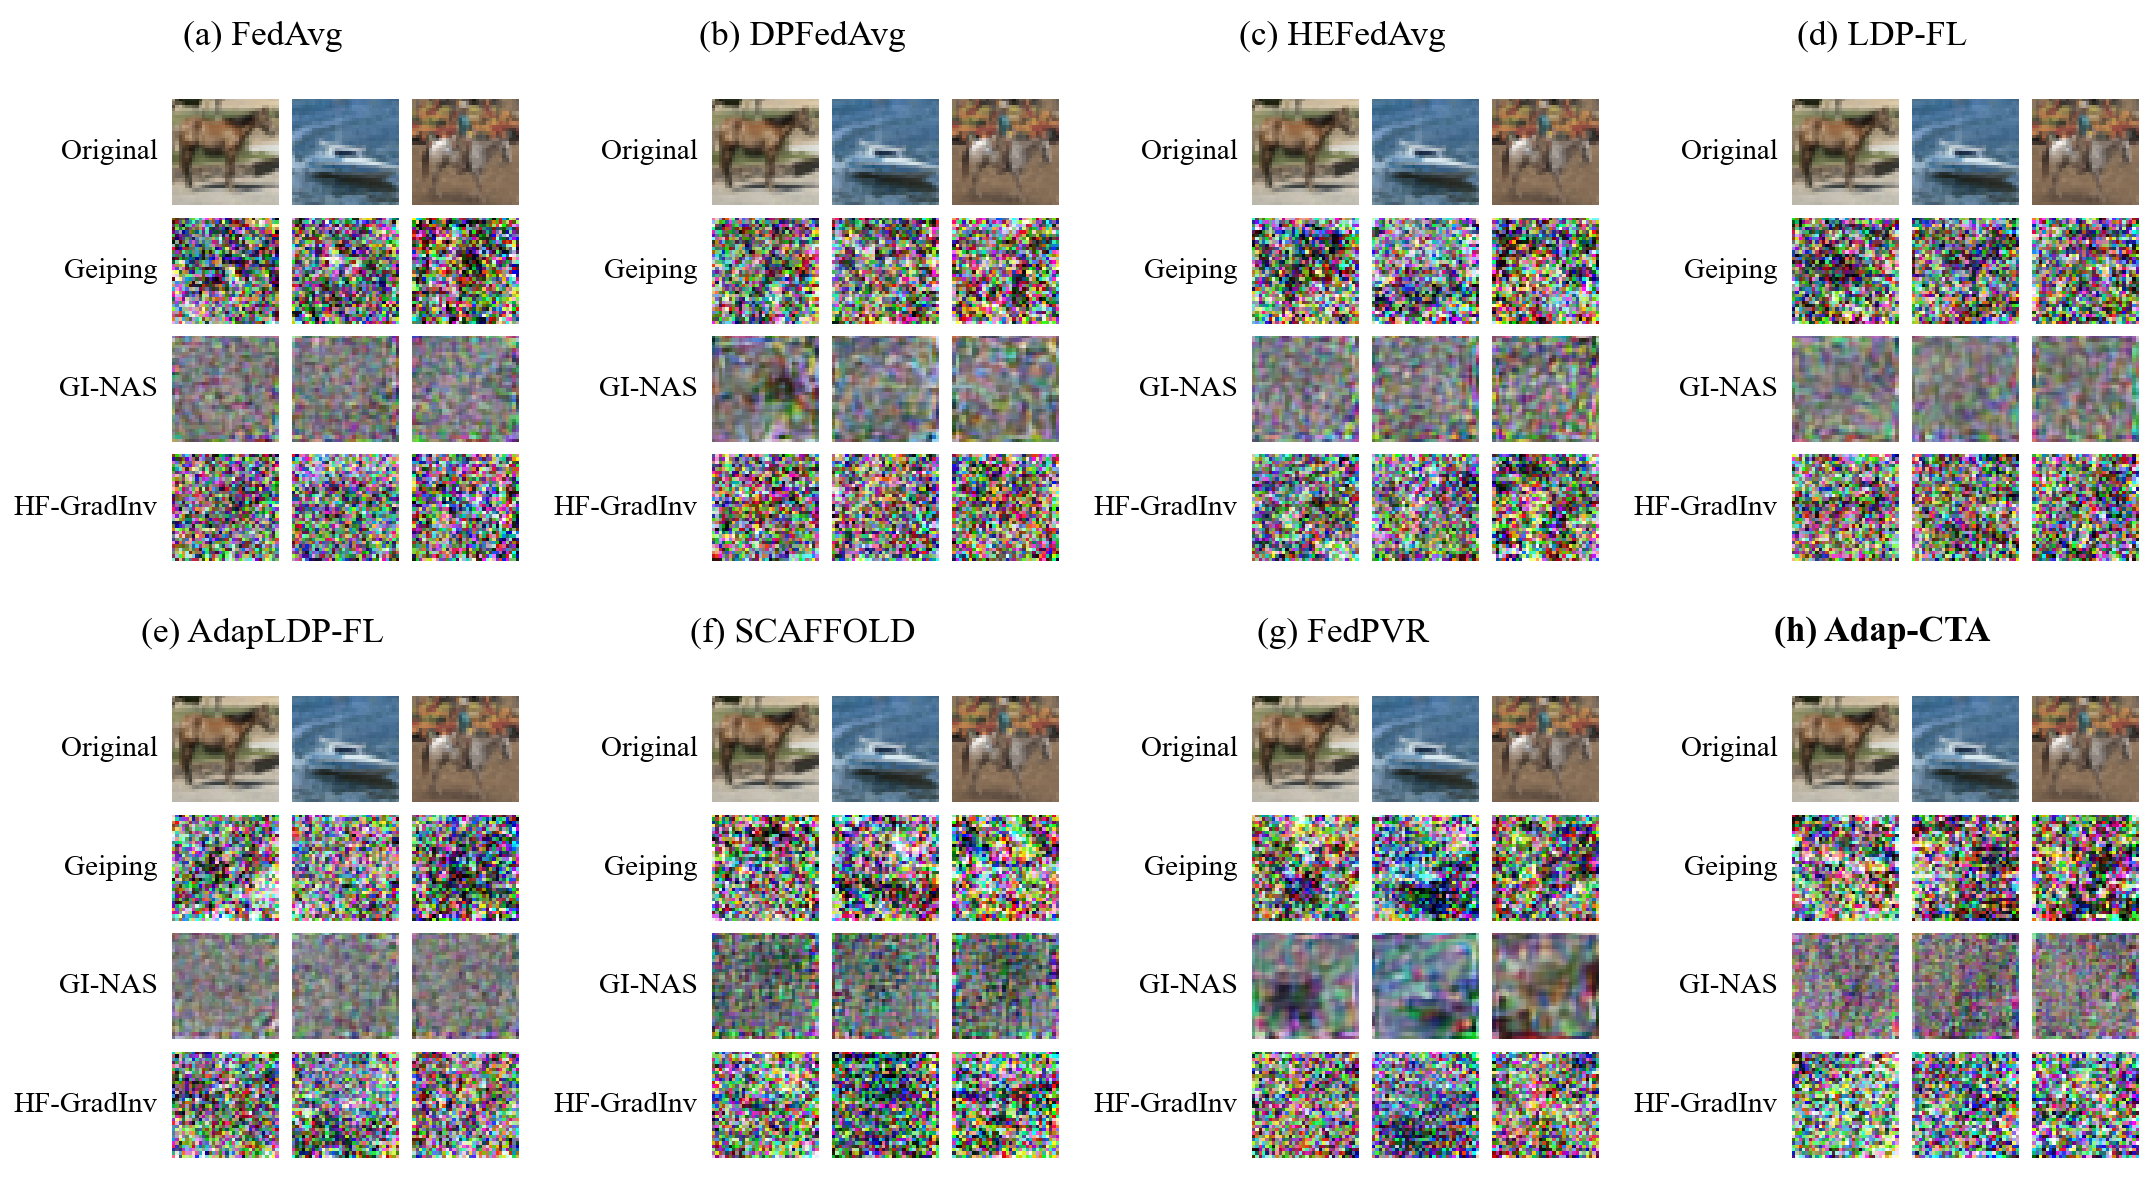 (a) FedAvg
Original
Geiping
GI-NAS
HF-GradInv
(b) DPFedAvg
Original
Geiping
GI-NAS
HF-GradInv
(c) HEFedAvg
Original
Geiping
GI-NAS
HF-GradInv
(d) LDP-FL
Original
Geiping
GI-NAS
HF-GradInv
(e) AdapLDP-FL
Original
Geiping
GI-NAS
HF-GradInv
(f) SCAFFOLD
Original
Geiping
GI-NAS
HF-GradInv
(g) FedPVR
Original
Geiping
GI-NAS
HF-GradInv
(h) Adap-CTA
Original
Geiping
GI-NAS
HF-GradInv